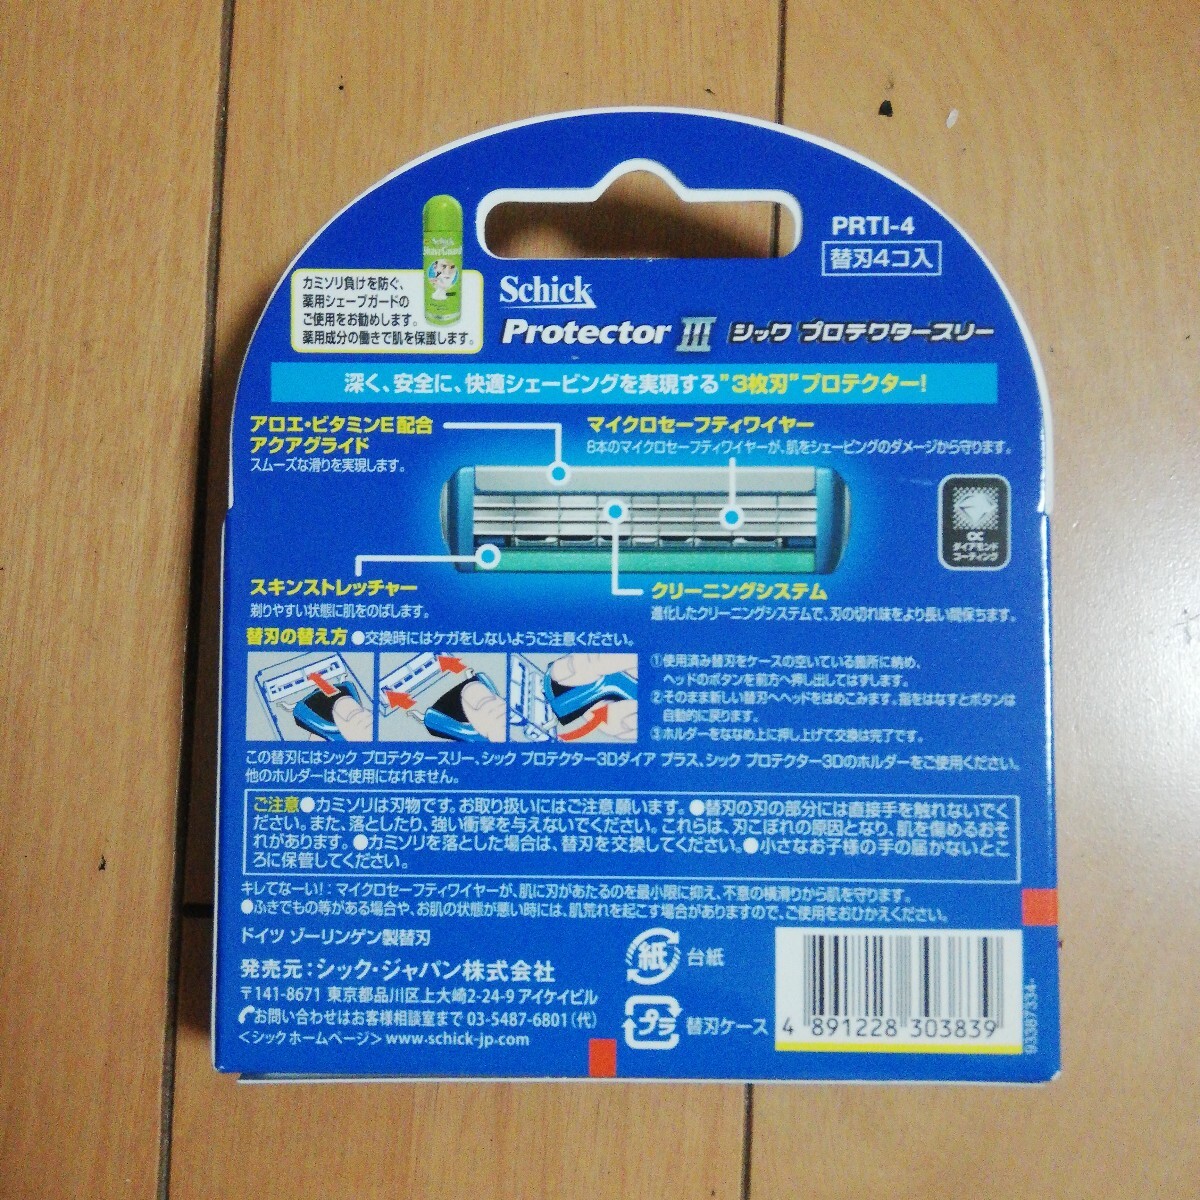 PRTI-4
替刃4コ入
Schick
カミソリ負けを防ぐ、
薬用シェーブガードの
ご使用をお勧めします。
薬用成分の働きで肌を保護します。
Schick
Protector III シック プロテクタースリー
深く、安全に、快適シェービングを実現する"3枚刃"プロテクター!
アロエ・ビタミンE配合
アクアグライド
スムーズな滑りを実現します。
マイクロセーフティワイヤー
8本のマイクロセーフティワイヤーが、肌をシェービングのダメージから守ります。
ダイアモンド
コーティング
スキンストレッチャー
剃りやすい状態に肌をのばします。
クリーニングシステム
進化したクリーニングシステムで、刃の切れ味をより長い間保ちます。
替刃の替え方 ●交換時にはケガをしないようご注意ください。
①使用済み替刃をケースの空いている箇所に納め、
ヘッドのボタンを前方へ押し出してはずします。
②そのまま新しい替刃へヘッドをはめこみます。指をはなすとボタンは
自動的に戻ります。
③ホルダーをななめ上に押し上げて交換は完了です。
この替刃にはシック プロテクタースリー、シック プロテクター3Dダイア プラス、シック プロテクター3Dのホルダーをご使用ください。
他のホルダーはご使用になれません。
ご注意●カミソリは刃物です。お取り扱いにはご注意願います。●替刃の刃の部分には直接手を触れないでく
ださい。また、落としたり、強い衝撃を与えないでください。これらは、刃こぼれの原因となり、肌を傷めるおそ
れがあります。●カミソリを落とした場合は、替刃を交換してください。●小さなお子様の手の届かないとこ
ろに保管してください。
キレてなーい!：マイクロセーフティワイヤーが、肌に刃があたるのを最小限に抑え、不意の横滑りから肌を守ります。
●ふきでもの等がある場合や、お肌の状態が悪い時には、肌荒れを起こす場合がありますので、ご使用をおひかえください。
ドイツ ゾーリンゲン製替刃
発売元：シック・ジャパン株式会社
〒141-8671 東京都品川区上大崎2-24-9 アイケイビル
お問い合わせはお客様相談室まで 03-5487-6801（代）
＜シックホームページ＞www.schick-jp.com
紙 台紙
プラ 替刃ケース
4 891228 303839
93387334